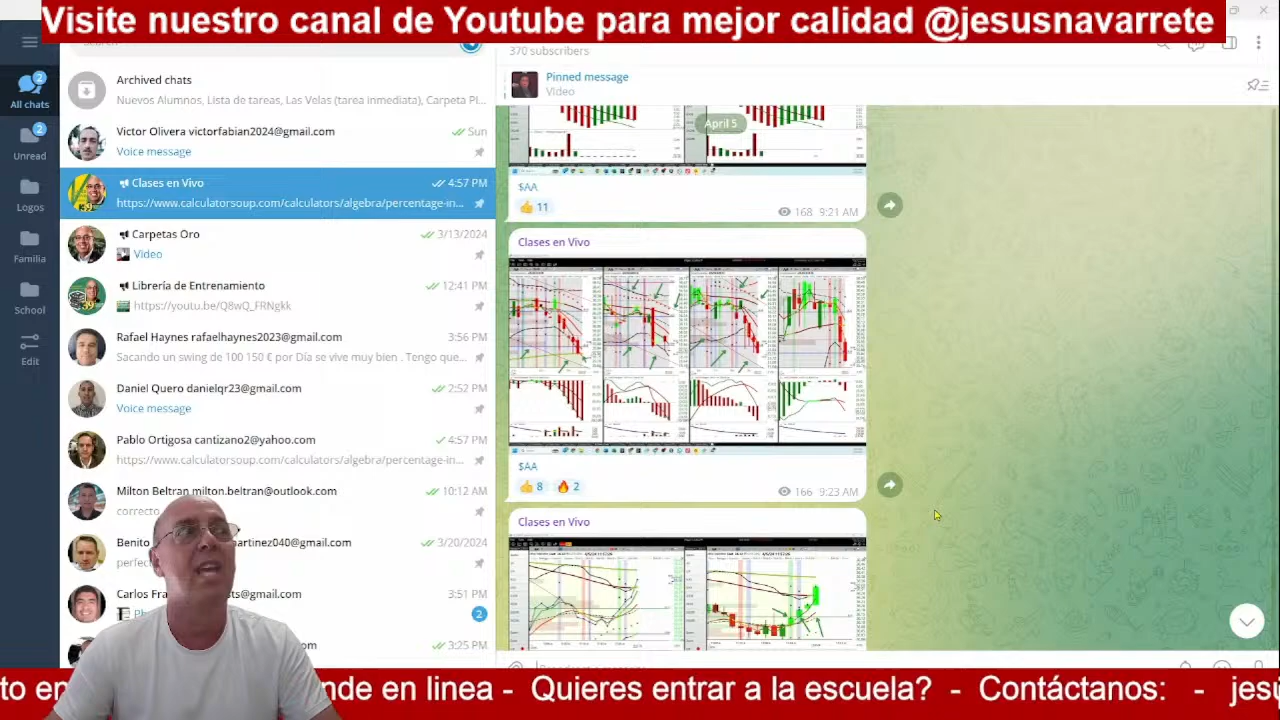 Visite nuestro canal de Youtube para mejor calidad @jesusnavarrete
370 subscribers
Pinned message
Video
All chats
2
Unread
2
Logos
Familia
School
Edit
Archived chats
Nuevos Alumnos, Lista de tareas, Las Velas (tarea inmediata), Carpeta Pi...
Victor Olivera victorfabian2024@gmail.com
Sun
Voice message
Clases en Vivo
4:57 PM
https://www.calculatorsoup.com/calculators/algebra/percentage-in...
Carpetas Oro
3/13/2024
Video
de Entrenamiento
12:41 PM
https://youtu.be/Q8wQ_FRNgkk
Rafael Haynes rafaelhaynes2023@gmail.com
3:56 PM
Sacarían un swing de 100 150 € por Día se vive muy bien . Tengo que...
Daniel Quero danielqr23@gmail.com
2:52 PM
Voice message
Pablo Ortigosa cantizano2@yahoo.com
4:57 PM
https://www.calculatorsoup.com/calculators/algebra/percentage-in...
Milton Beltran milton.beltran@outlook.com
10:12 AM
correcto
Benito
artinez040@gmail.com
3/20/2024
Carlos
ts@gmail.com
3:51 PM
2
3:25 PM
April 5
$AA
11
168 9:21 AM
Clases en Vivo
$AA
8
2
166 9:23 AM
Clases en Vivo
nde en linea - Quieres entrar a la escuela? - Contáctanos: -